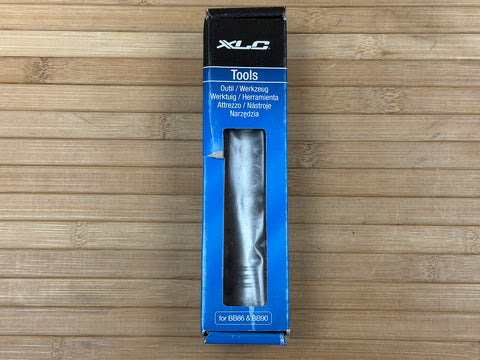 XLC
Tools
Outil / Werkzeug
Werktuig / Herramienta
Attrezzo / Nástroje
Narzędzia
for BB86 & BB90